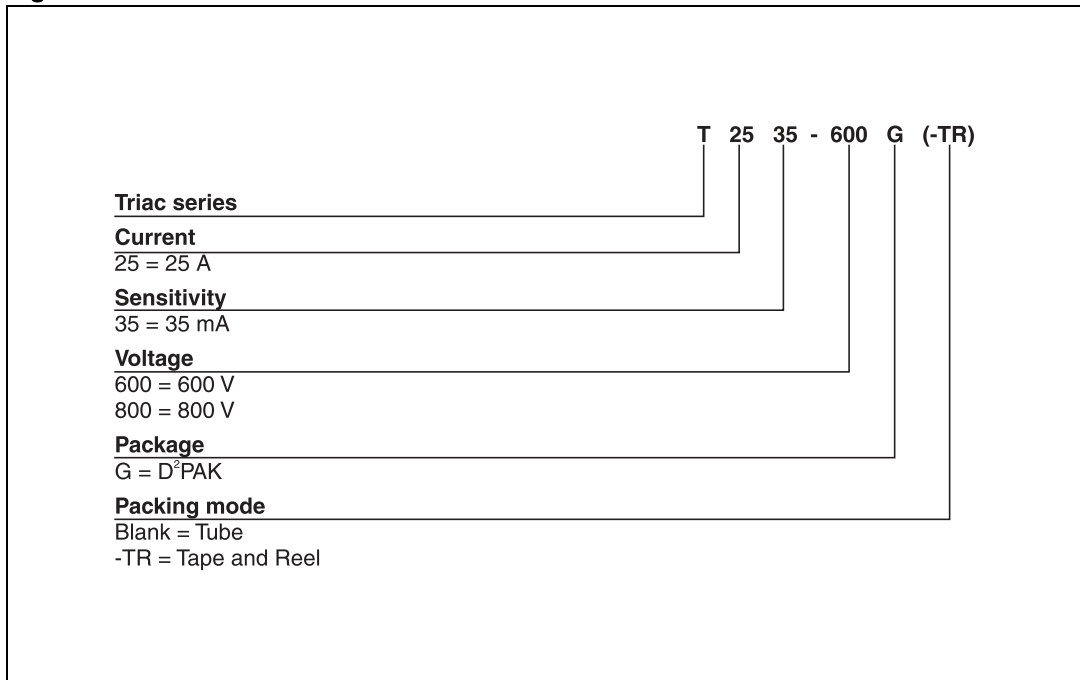 T 25 35 - 600 G (-TR)
Triac series
Current
25 = 25 A
Sensitivity
35 = 35 mA
Voltage
600 = 600 V
800 = 800 V
Package
G = D²PAK
Packing mode
Blank = Tube
-TR = Tape and Reel